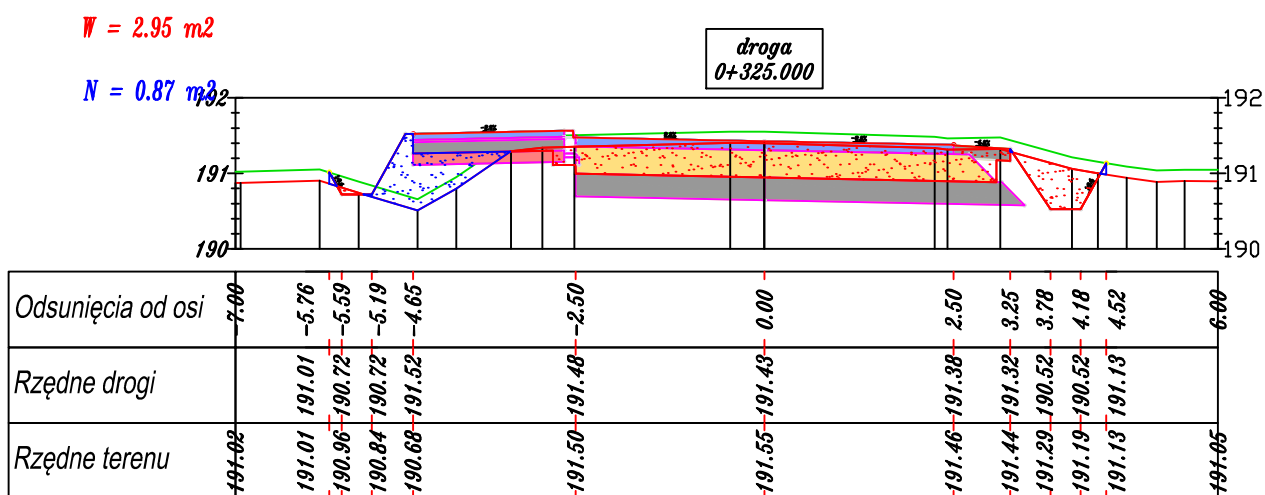 W = 2.95 m2
droga
0+325.000
N = 0.87 m2
192 192
191 191
190 190
Odsunięcia od osi -7.00 -5.76 -5.59 -5.19 -4.65 -2.50 0.00 2.50 3.25 3.78 4.18 4.52 6.00
Rzędne drogi 191.01 190.72 190.72 191.52 191.48 191.43 191.38 191.32 190.52 190.52 191.13
Rzędne terenu 191.02 191.01 190.96 190.84 190.68 191.50 191.55 191.46 191.44 191.29 191.19 191.13 191.05